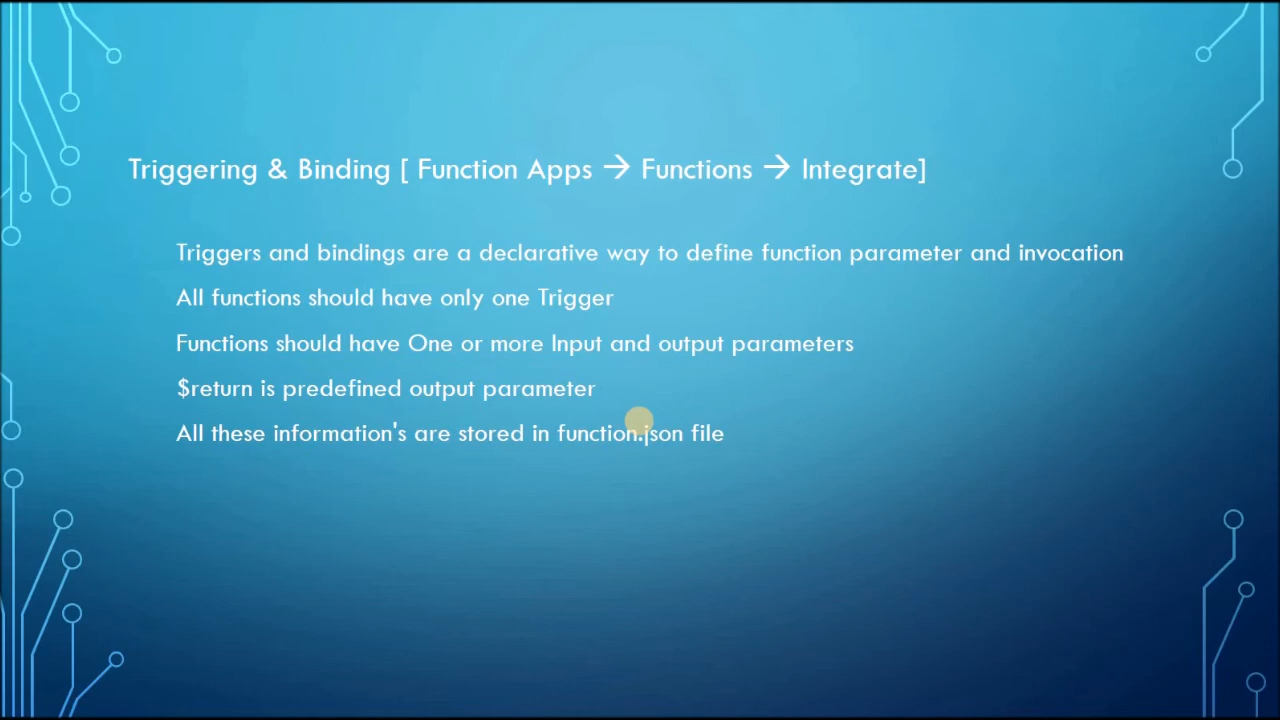 Triggering & Binding [ Function Apps → Functions → Integrate]
Triggers and bindings are a declarative way to define function parameter and invocation
All functions should have only one Trigger
Functions should have One or more Input and output parameters
$return is predefined output parameter
All these information's are stored in function.json file